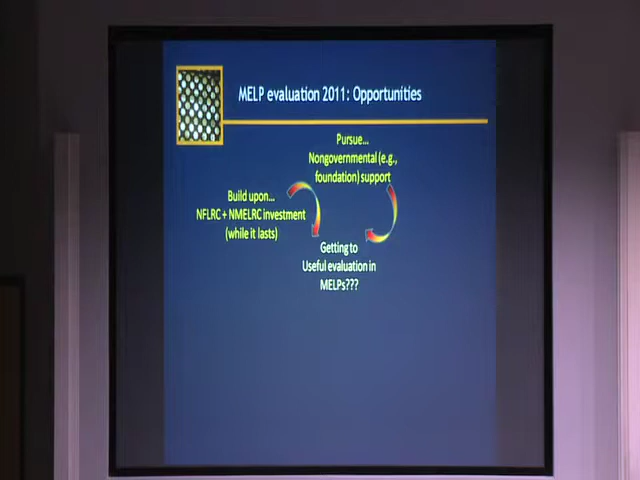 MELP evaluation 2011: Opportunities
Pursue...
Nongovernmental (e.g.,
foundation) support
Build upon...
NFLRC + NMELRC investment
(while it lasts)
Getting to
Useful evaluation in
MELPs???